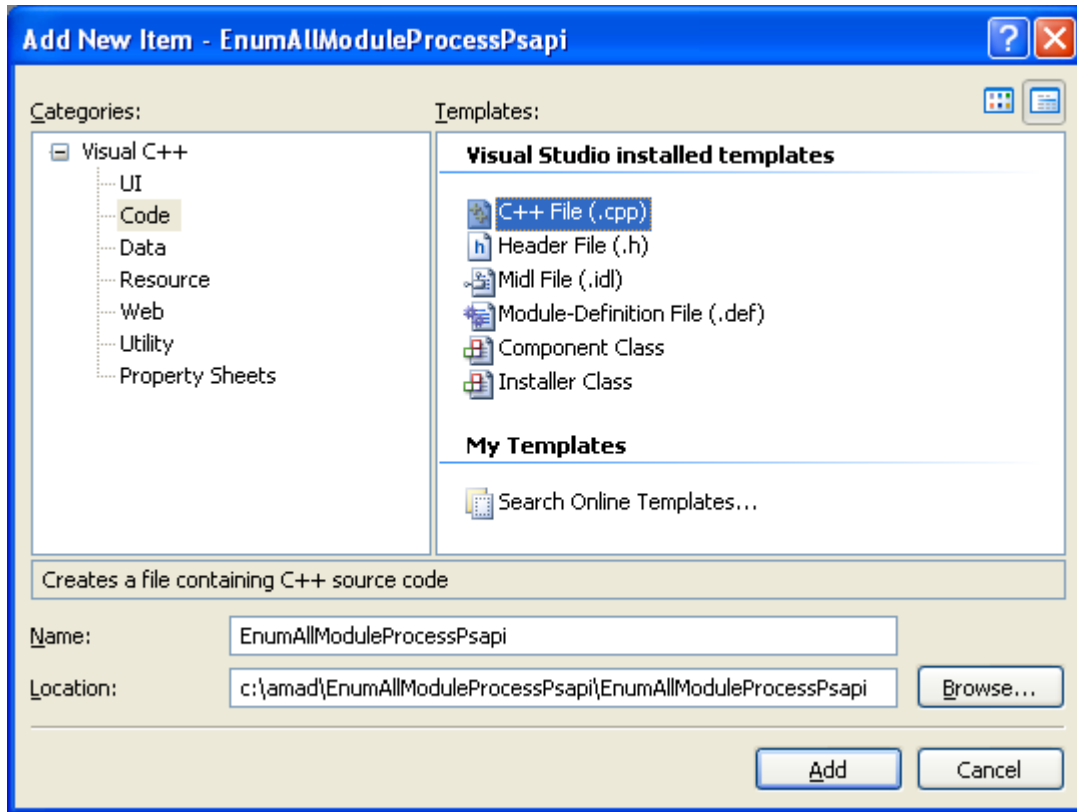 Add New Item - EnumAllModuleProcessPsapi
Categories:
Templates:
Visual C++
UI
Code
Data
Resource
Web
Utility
Property Sheets
Visual Studio installed templates
C++ File (.cpp)
Header File (.h)
Midl File (.idl)
Module-Definition File (.def)
Component Class
Installer Class
My Templates
Search Online Templates...
Creates a file containing C++ source code
Name:
EnumAllModuleProcessPsapi
Location:
c:\amad\EnumAllModuleProcessPsapi\EnumAllModuleProcessPsapi
Browse...
Add
Cancel